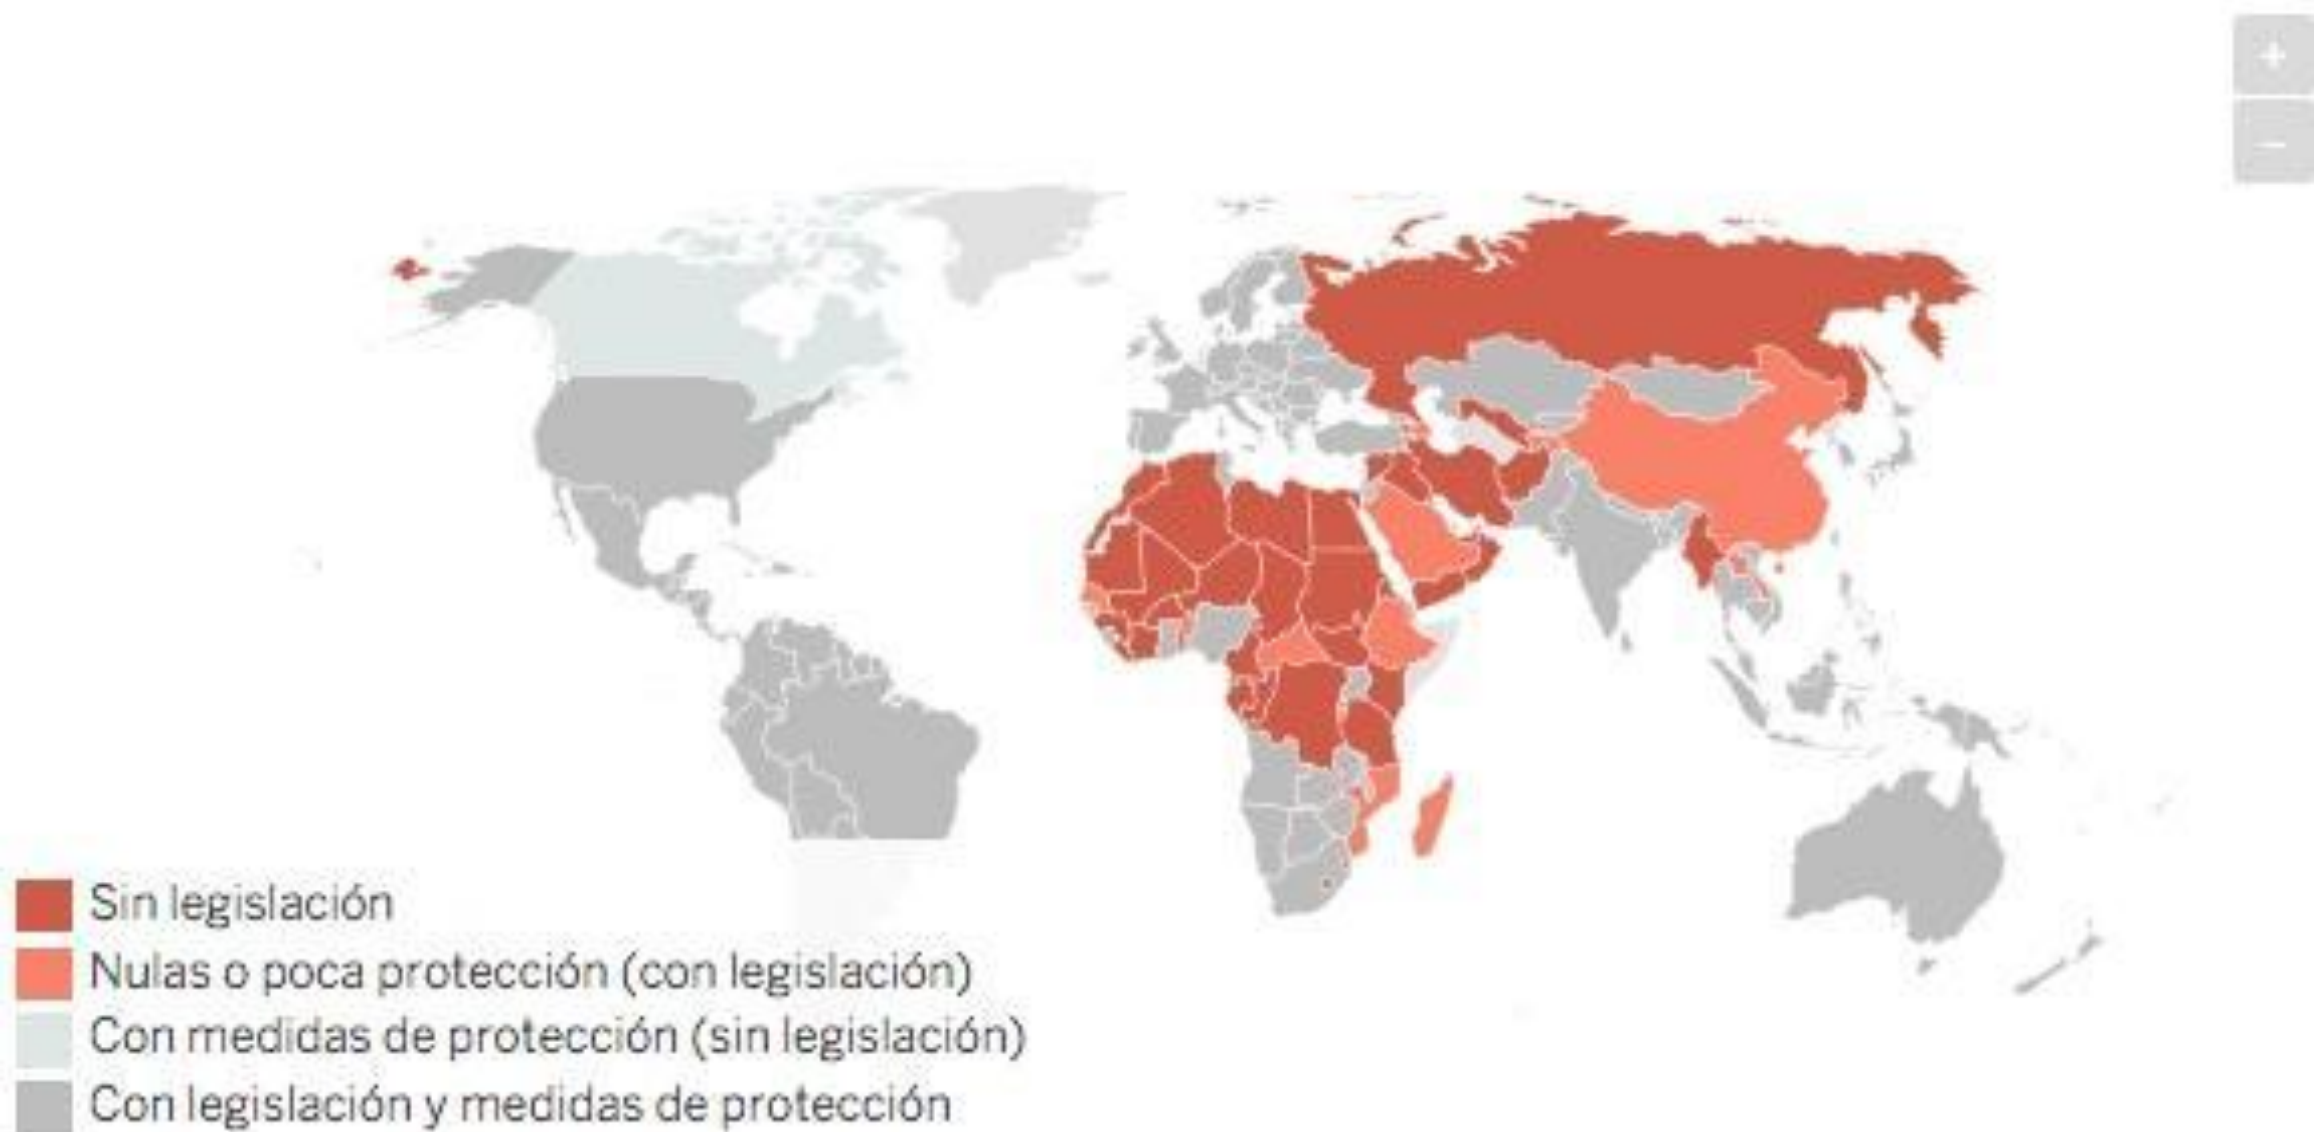 +
−
Sin legislación
Nulas o poca protección (con legislación)
Con medidas de protección (sin legislación)
Con legislación y medidas de protección